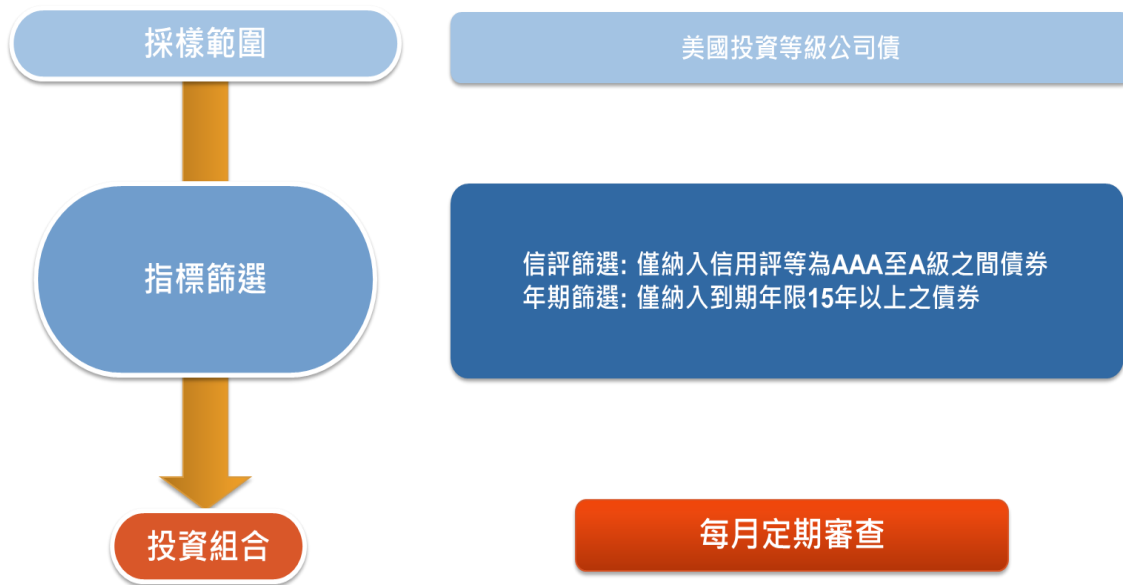 採樣範圍
美國投資等級公司債
指標篩選
信評篩選: 僅納入信用評等為AAA至A級之間債券
年期篩選: 僅納入到期年限15年以上之債券
投資組合
每月定期審查